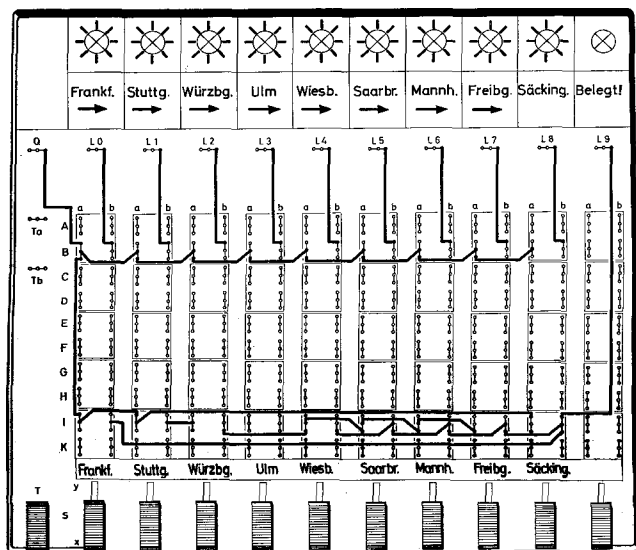 Frankf. Stuttg. Würzbg. Ulm Wiesb. Saarbr. Mannh. Freibg. Säcking. Belegt!
Q L0 L1 L2 L3 L4 L5 L6 L7 L8 L9
a b a b a b a b a b a b a b a b a b a b
A
Ta
B
C
Tb
D
E
F
G
H
I
K
Frankf. Stuttg. Würzbg. Ulm Wiesb. Saarbr. Mannh. Freibg. Säcking.
T y
S
x